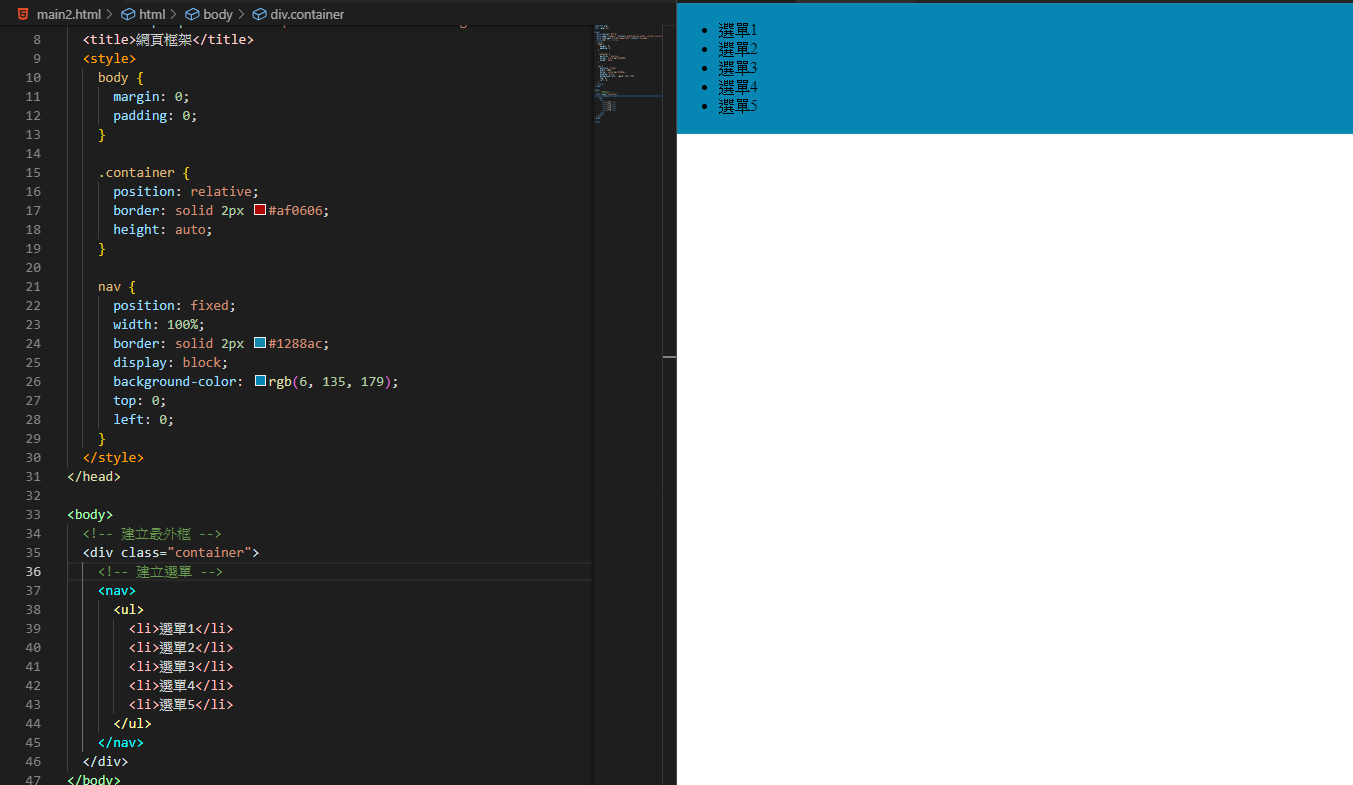 main2.html > html > body > div.container
8 <title>網頁框架</title>
9 <style>
10 body {
11 margin: 0;
12 padding: 0;
13 }
14
15 .container {
16 position: relative;
17 border: solid 2px #af0606;
18 height: auto;
19 }
20
21 nav {
22 position: fixed;
23 width: 100%;
24 border: solid 2px #1288ac;
25 display: block;
26 background-color: rgb(6, 135, 179);
27 top: 0;
28 left: 0;
29 }
30 </style>
31 </head>
32
33 <body>
34 <!-- 建立最外框 -->
35 <div class="container">
36 <!-- 建立選單 -->
37 <nav>
38 <ul>
39 <li>選單1</li>
40 <li>選單2</li>
41 <li>選單3</li>
42 <li>選單4</li>
43 <li>選單5</li>
44 </ul>
45 </nav>
46 </div>
47 </body>
• 選單1
• 選單2
• 選單3
• 選單4
• 選單5